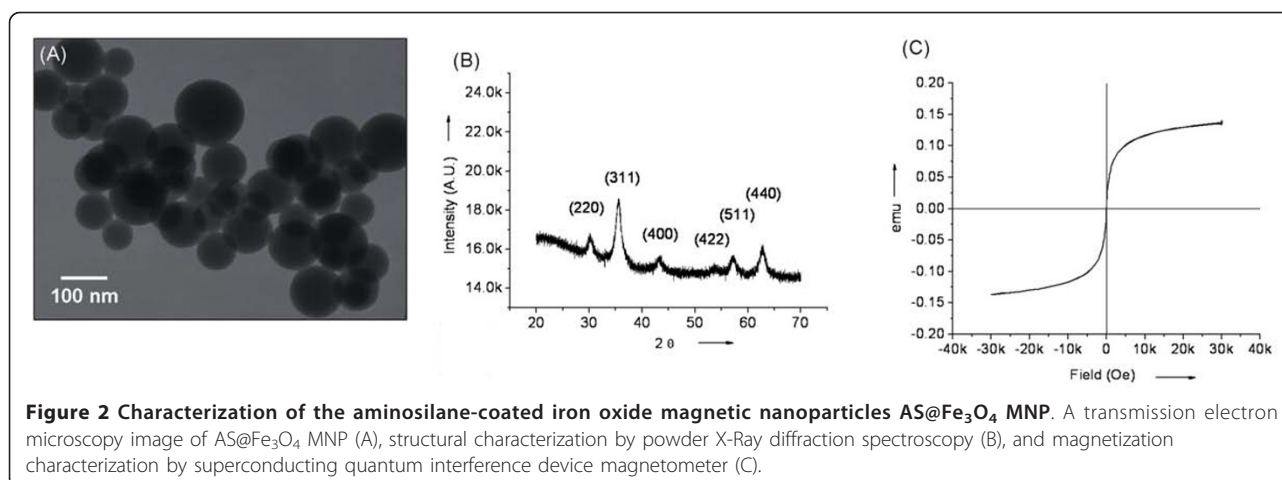 (A)
100 nm
(B)
Intensity (A.U.)
24.0k
22.0k
20.0k
18.0k
16.0k
14.0k
(220)
(311)
(400)
(422)
(511)
(440)
20 30 40 50 60 70
2 θ
(C)
emu
0.20
0.15
0.10
0.05
0.00
-0.05
-0.10
-0.15
-0.20
-40k -30k -20k -10k 0 10k 20k 30k 40k
Field (Oe)
Figure 2 Characterization of the aminosilane-coated iron oxide magnetic nanoparticles AS@Fe₃O₄ MNP. A transmission electron
microscopy image of AS@Fe₃O₄ MNP (A), structural characterization by powder X-Ray diffraction spectroscopy (B), and magnetization
characterization by superconducting quantum interference device magnetometer (C).